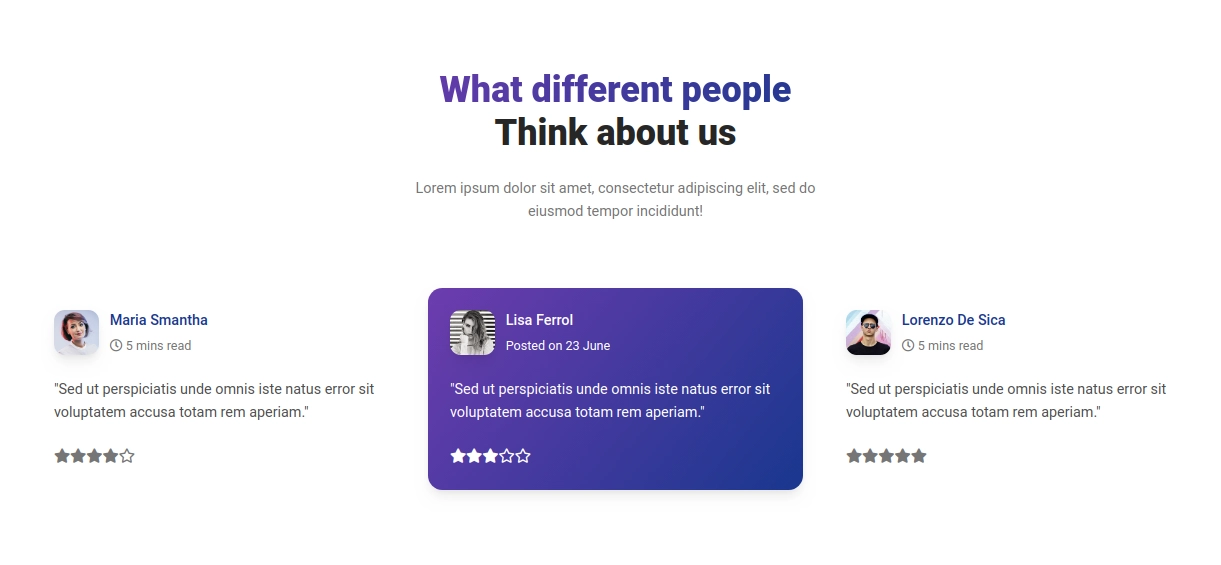 What different people
Think about us
Lorem ipsum dolor sit amet, consectetur adipiscing elit, sed do
eiusmod tempor incididunt!
Maria Smantha
5 mins read
"Sed ut perspiciatis unde omnis iste natus error sit
voluptatem accusa totam rem aperiam."
Lisa Ferrol
Posted on 23 June
"Sed ut perspiciatis unde omnis iste natus error sit
voluptatem accusa totam rem aperiam."
Lorenzo De Sica
5 mins read
"Sed ut perspiciatis unde omnis iste natus error sit
voluptatem accusa totam rem aperiam."